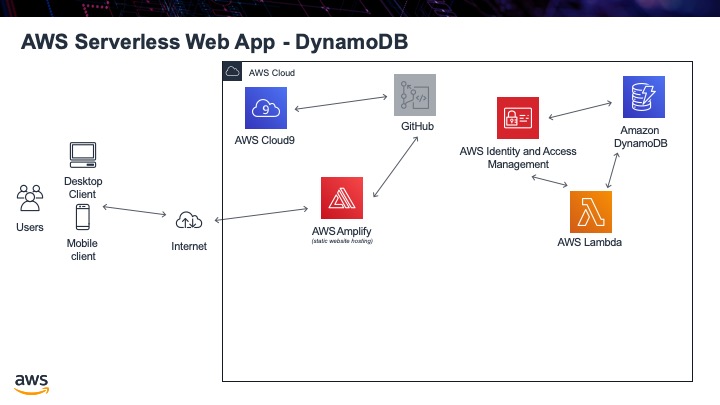 AWS Serverless Web App - DynamoDB
AWS Cloud
9
AWS Cloud9
GitHub
AWS Identity and Access
Management
Amazon
DynamoDB
Desktop
Client
Users
Mobile
client
Internet
AWS Amplify
(static website hosting)
AWS Lambda
aws